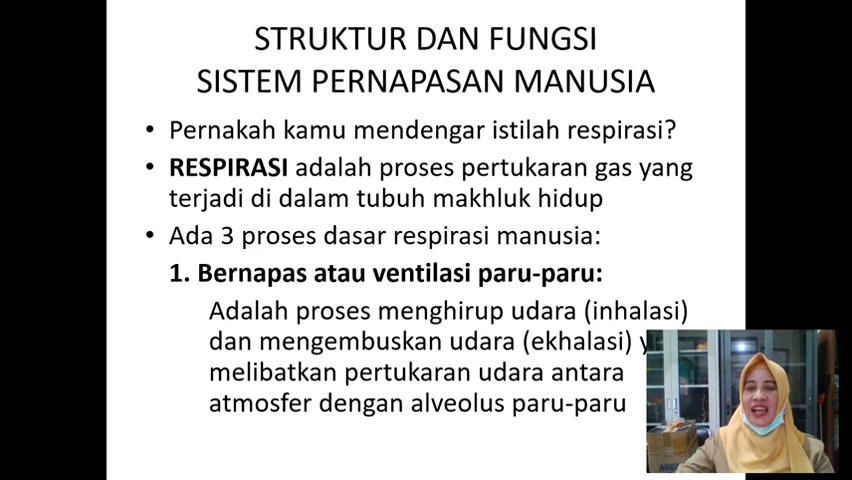 STRUKTUR DAN FUNGSI
SISTEM PERNAPASAN MANUSIA
• Pernakah kamu mendengar istilah respirasi?
• RESPIRASI adalah proses pertukaran gas yang
terjadi di dalam tubuh makhluk hidup
• Ada 3 proses dasar respirasi manusia:
1. Bernapas atau ventilasi paru-paru:
Adalah proses menghirup udara (inhalasi)
dan mengembuskan udara (ekhalasi)
melibatkan pertukaran udara antara
atmosfer dengan alveolus paru-paru